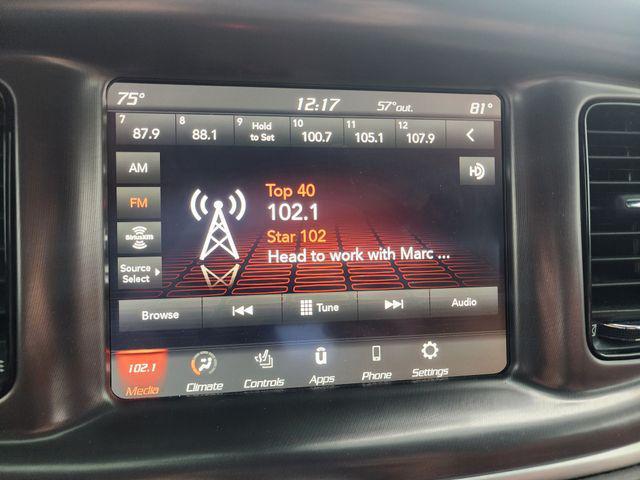 75° 12:17 57°out. 81°
7 8 9 10 11 12
87.9 88.1 Hold to Set 100.7 105.1 107.9 <
AM
FM
SiriusXM
Source Select
HD
Top 40
102.1
Star 102
Head to work with Marc ...
Browse Tune Audio
102.1
Media Climate Controls Apps Phone Settings